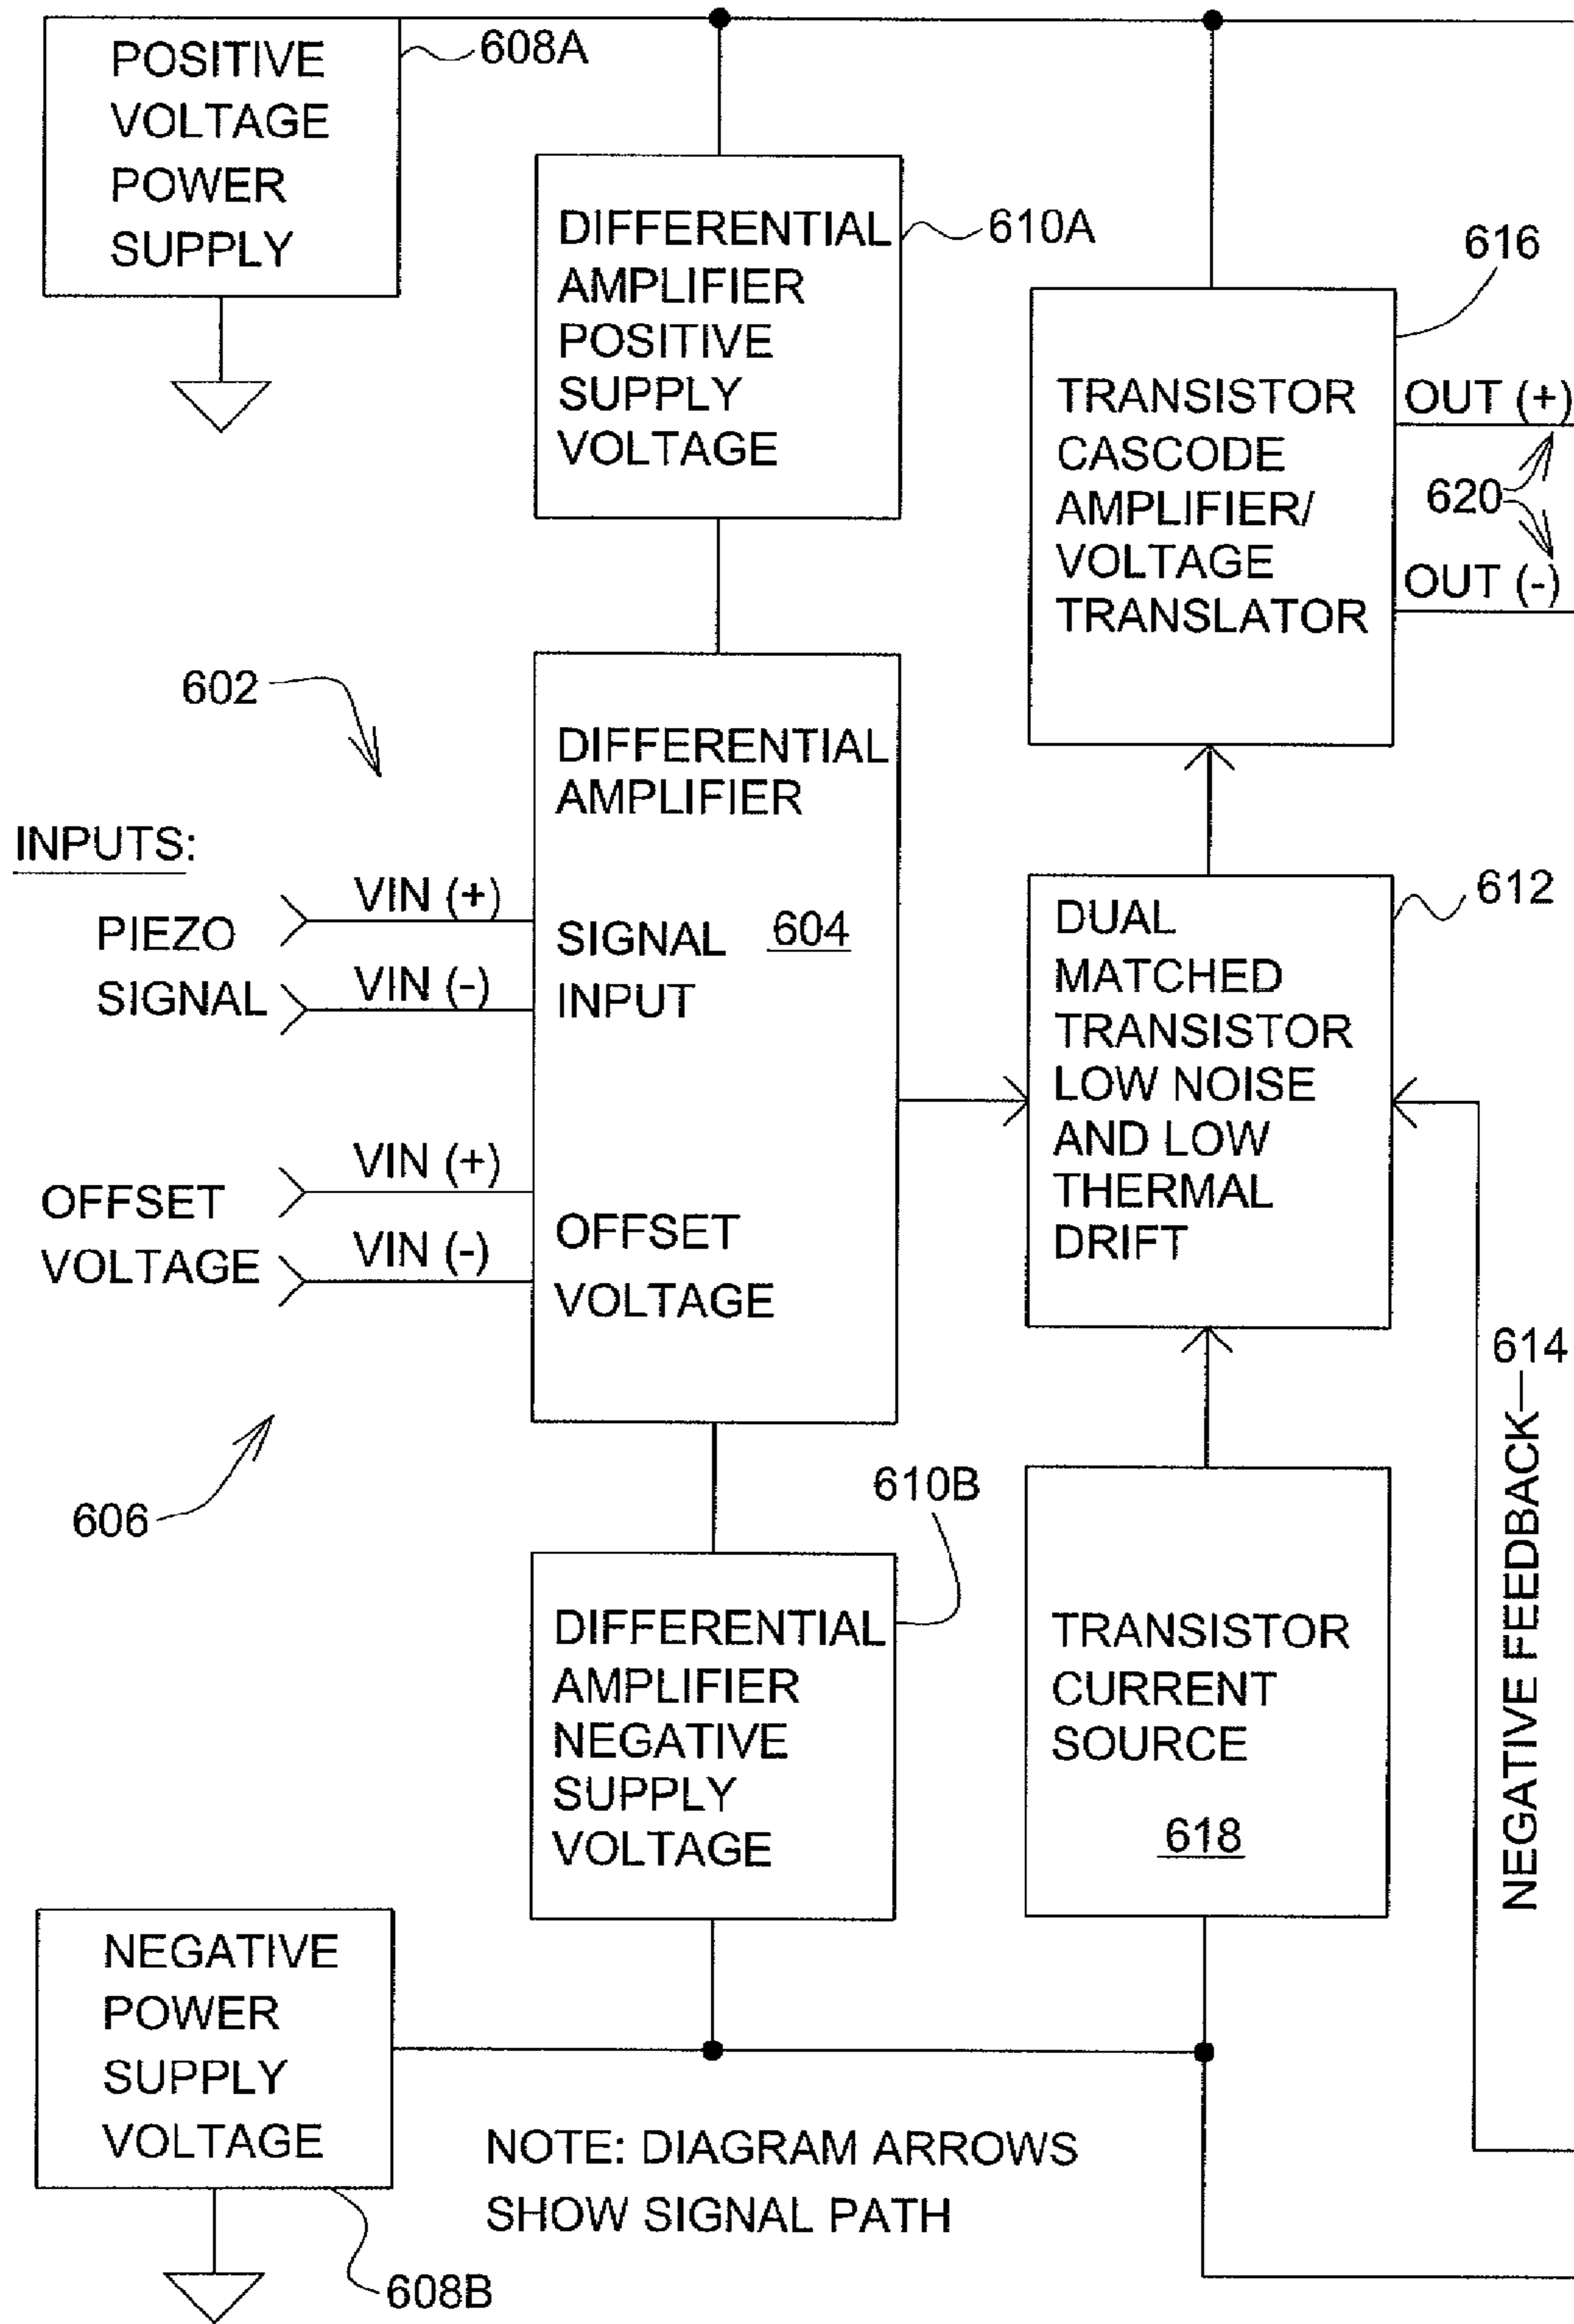 POSITIVE
VOLTAGE
POWER
SUPPLY
608A
DIFFERENTIAL
AMPLIFIER
POSITIVE
SUPPLY
VOLTAGE
610A
616
TRANSISTOR
CASCODE
AMPLIFIER/
VOLTAGE
TRANSLATOR
OUT (+)
620
OUT (-)
602
INPUTS:
PIEZO
SIGNAL
VIN (+)
VIN (-)
OFFSET
VOLTAGE
VIN (+)
VIN (-)
606
DIFFERENTIAL
AMPLIFIER
SIGNAL 604
INPUT
OFFSET
VOLTAGE
612
DUAL
MATCHED
TRANSISTOR
LOW NOISE
AND LOW
THERMAL
DRIFT
614
NEGATIVE FEEDBACK
610B
DIFFERENTIAL
AMPLIFIER
NEGATIVE
SUPPLY
VOLTAGE
TRANSISTOR
CURRENT
SOURCE
618
NEGATIVE
POWER
SUPPLY
VOLTAGE
608B
NOTE: DIAGRAM ARROWS
SHOW SIGNAL PATH